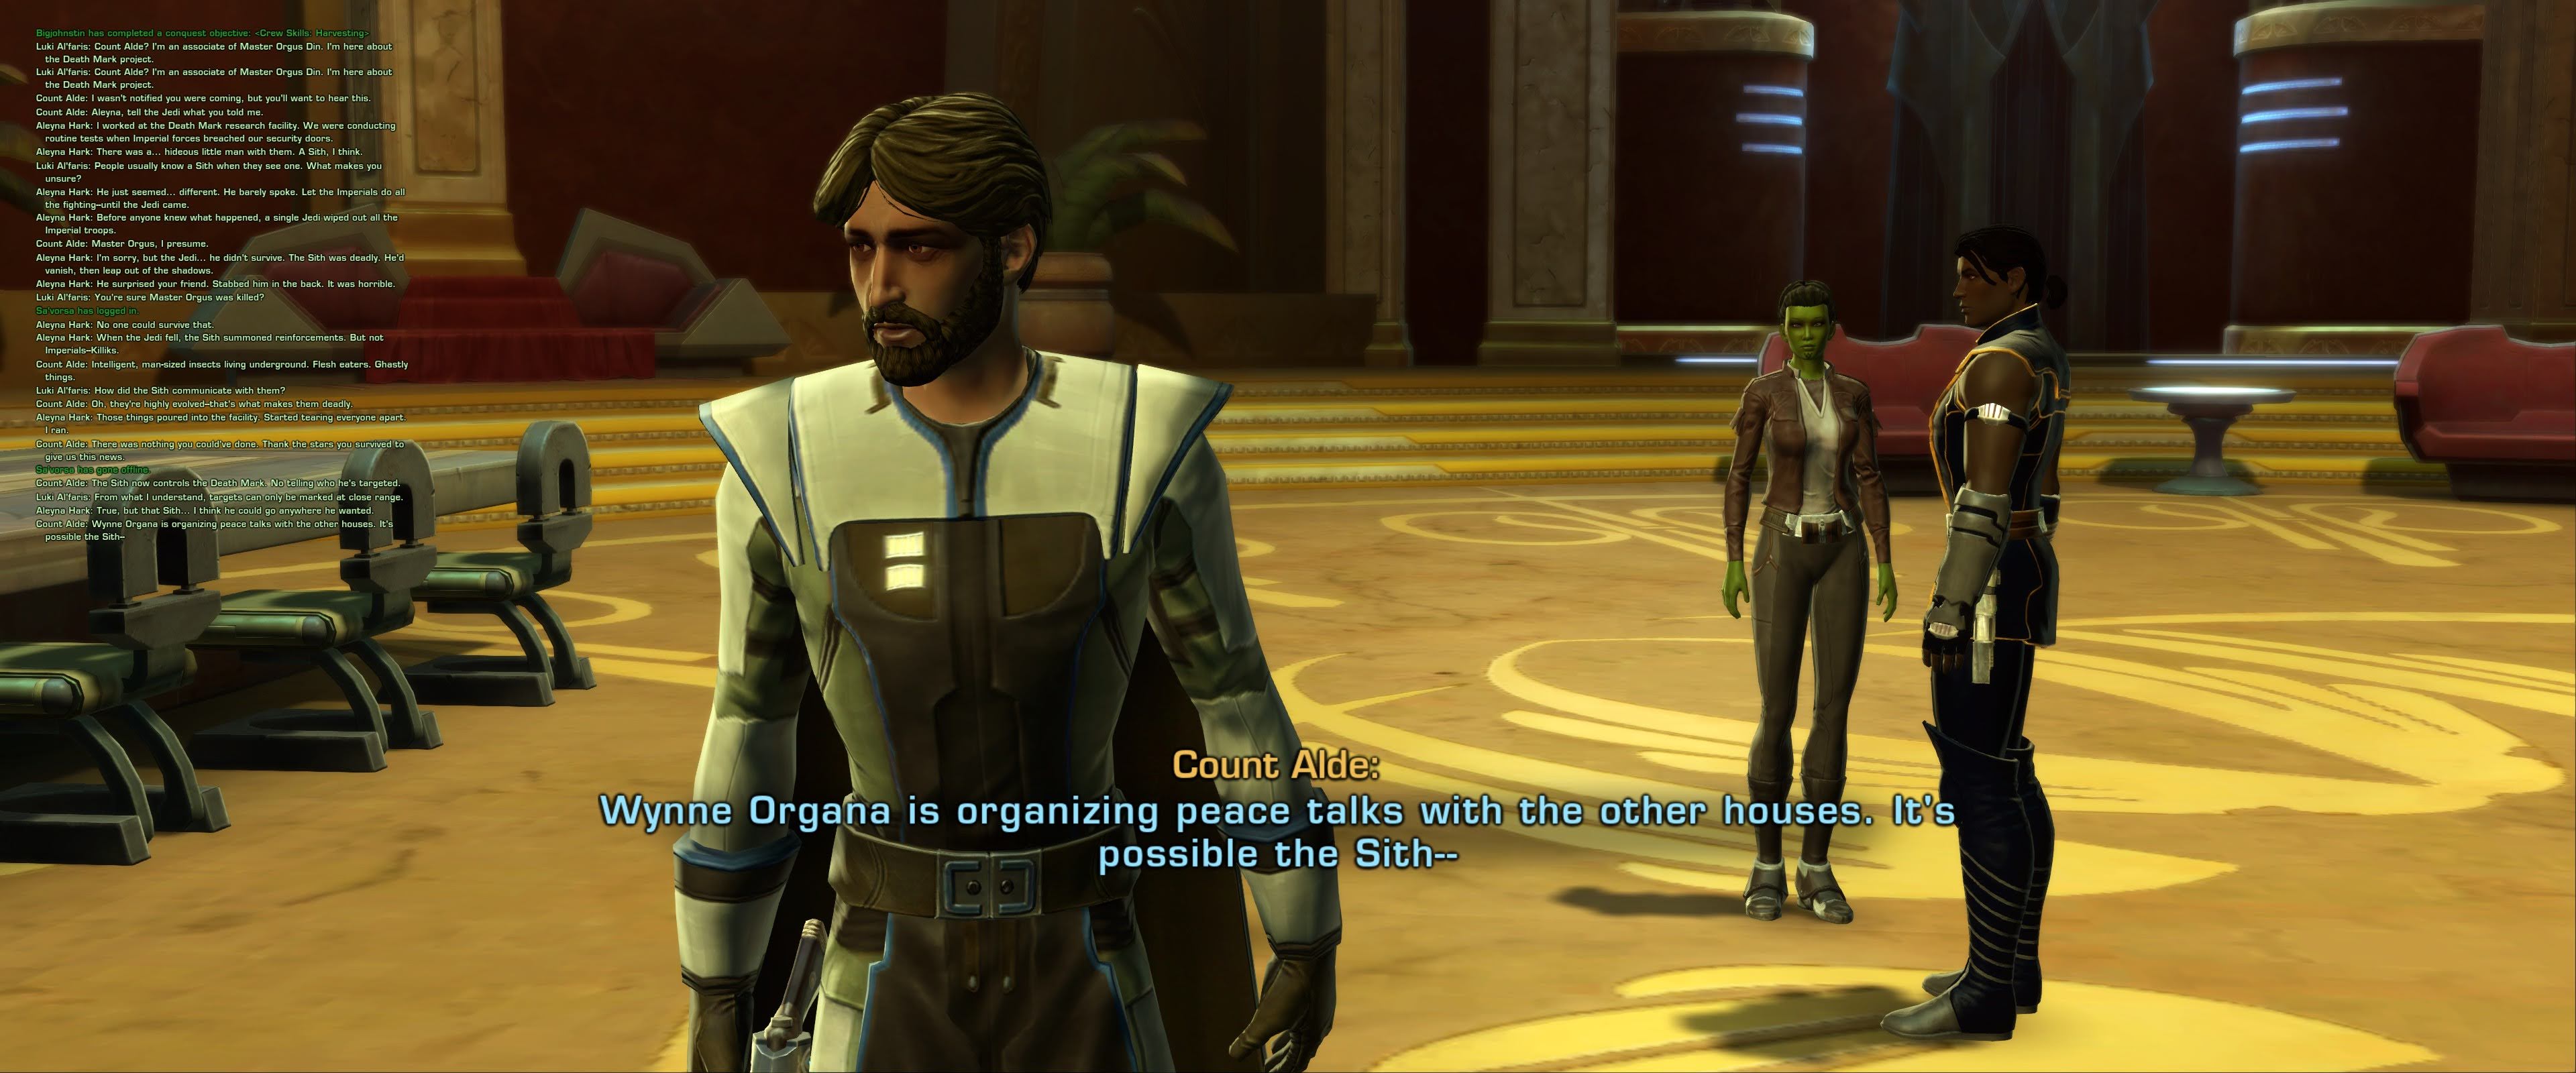 Bigjohnstin has completed a conquest objective: <Crew Skills: Harvesting>
Luki Al'faris: Count Alde? I'm an associate of Master Orgus Din. I'm here about
the Death Mark project.
Luki Al'faris: Count Alde? I'm an associate of Master Orgus Din. I'm here about
the Death Mark project.
Count Alde: I wasn't notified you were coming, but you'll want to hear this.
Count Alde: Aleyna, tell the Jedi what you told me.
Aleyna Hark: I worked at the Death Mark research facility. We were conducting
routine tests when Imperial forces breached our security doors.
Aleyna Hark: There was a... hideous little man with them. A Sith, I think.
Luki Al'faris: People usually know a Sith when they see one. What makes you
unsure?
Aleyna Hark: He just seemed... different. He barely spoke. Let the Imperials do all
the fighting--until the Jedi came.
Aleyna Hark: Before anyone knew what happened, a single Jedi wiped out all the
Imperial troops.
Count Alde: Master Orgus, I presume.
Aleyna Hark: I'm sorry, but the Jedi... he didn't survive. The Sith was deadly. He'd
vanish, then leap out of the shadows.
Aleyna Hark: He surprised your friend. Stabbed him in the back. It was horrible.
Luki Al'faris: You're sure Master Orgus was killed?
Sa'vorsa has logged in.
Aleyna Hark: No one could survive that.
Aleyna Hark: When the Jedi fell, the Sith summoned reinforcements. But not
Imperials--Killiks.
Count Alde: Intelligent, man-sized insects living underground. Flesh eaters. Ghastly
things.
Luki Al'faris: How did the Sith communicate with them?
Count Alde: Oh, they're highly evolved--that's what makes them deadly.
Aleyna Hark: Those things poured into the facility. Started tearing everyone apart.
I ran.
Count Alde: There was nothing you could've done. Thank the stars you survived to
give us this news.
Sa'vorsa has gone offline.
Count Alde: The Sith now controls the Death Mark. No telling who he's targeted.
Luki Al'faris: From what I understand, targets can only be marked at close range.
Aleyna Hark: True, but that Sith... I think he could go anywhere he wanted.
Count Alde: Wynne Organa is organizing peace talks with the other houses. It's
possible the Sith--
Count Alde:
Wynne Organa is organizing peace talks with the other houses. It's
possible the Sith--